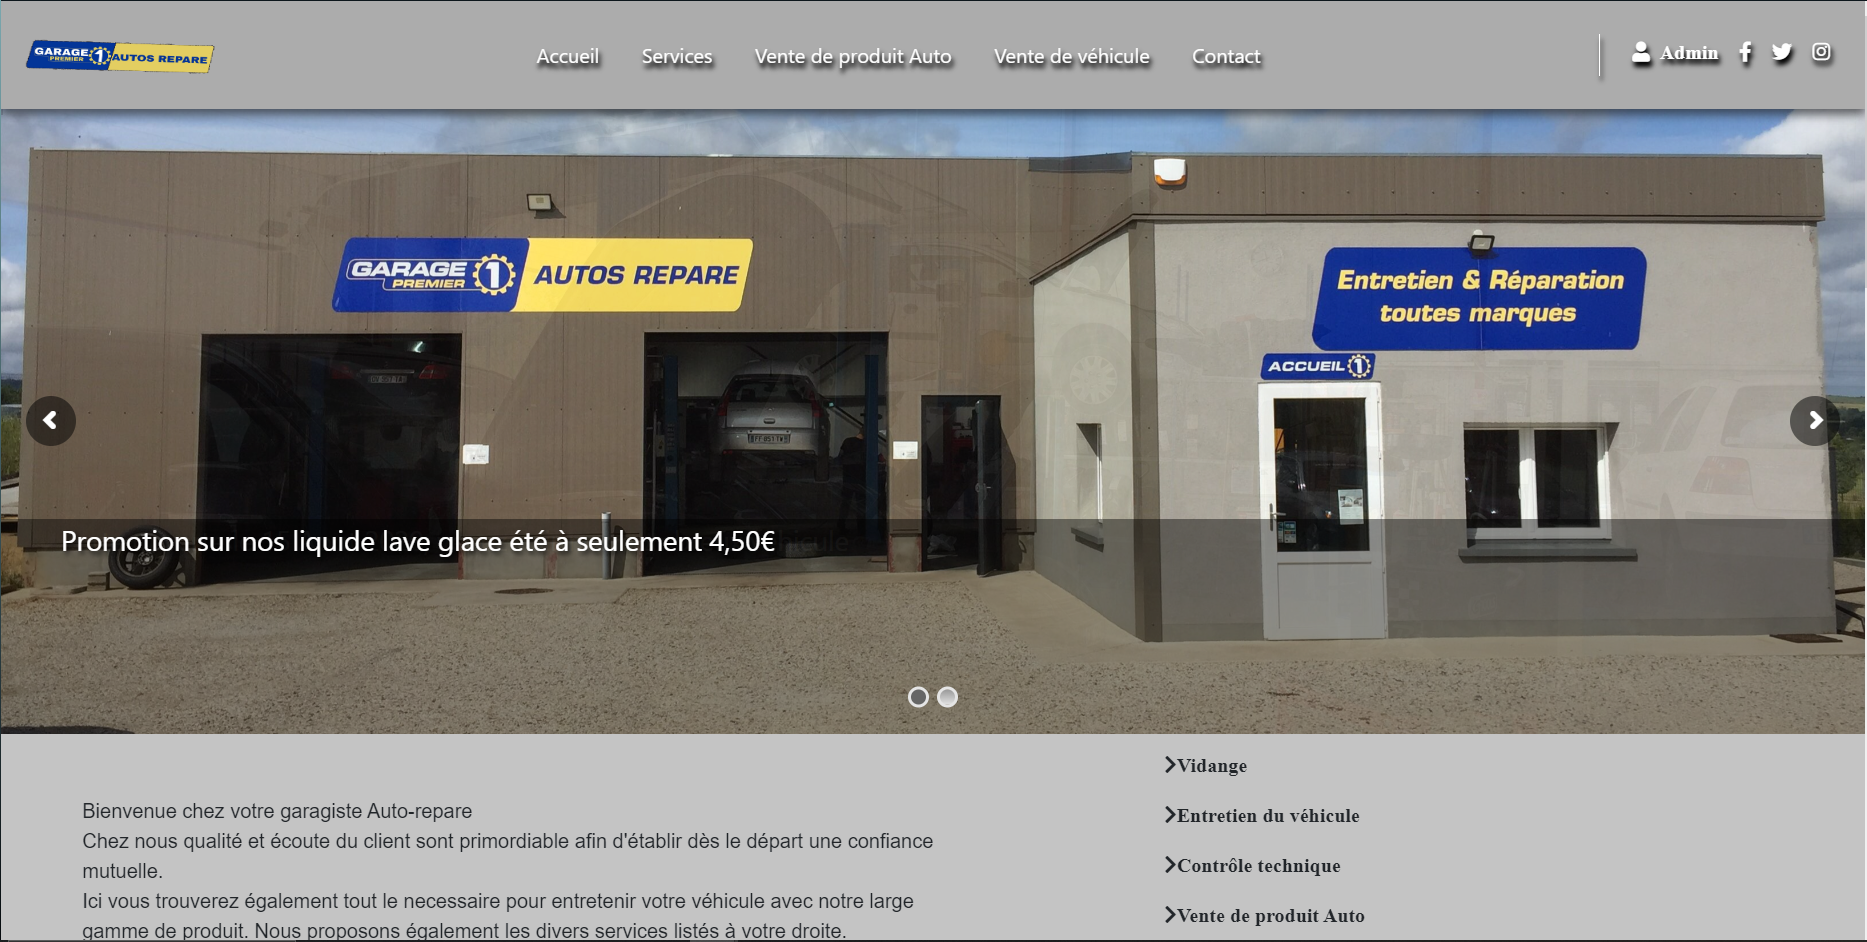 GARAGE PREMIER 1 AUTOS REPARE
Accueil
Services
Vente de produit Auto
Vente de véhicule
Contact
Admin
GARAGE PREMIER 1 AUTOS REPARE
Entretien & Réparation
toutes marques
ACCUEIL 1
Promotion sur nos liquide lave glace été à seulement 4,50€
Bienvenue chez votre garagiste Auto-repare
Chez nous qualité et écoute du client sont primordiable afin d'établir dès le départ une confiance
mutuelle.
Ici vous trouverez également tout le necessaire pour entretenir votre véhicule avec notre large
gamme de produit. Nous proposons également les divers services listés à votre droite.
Vidange
Entretien du véhicule
Contrôle technique
Vente de produit Auto